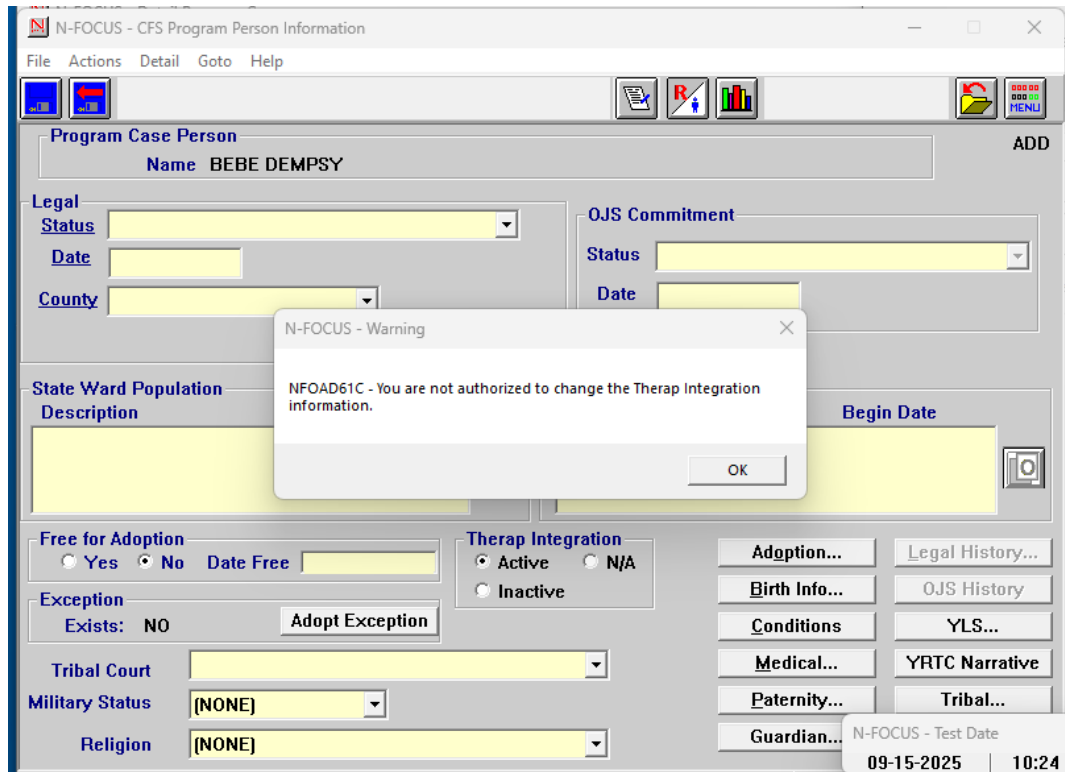 N-FOCUS - CFS Program Person Information
File Actions Detail Goto Help
R
MENU
Program Case Person
ADD
Name BEBE DEMPSY
Legal
Status
Date
County
OJS Commitment
Status
Date
N-FOCUS - Warning
NFOAD61C - You are not authorized to change the Therap Integration
information.
OK
State Ward Population
Description
Begin Date
Free for Adoption
Yes No Date Free
Therap Integration
Active N/A
Inactive
Exception
Exists: NO Adopt Exception
Tribal Court
Military Status (NONE)
Religion (NONE)
Adoption... Legal History...
Birth Info... OJS History
Conditions YLS...
Medical... YRTC Narrative
Paternity... Tribal...
Guardian...
N-FOCUS - Test Date
09-15-2025 10:24